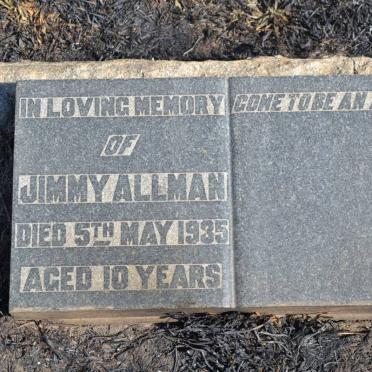 IN LOVING MEMORY
OF
JIMMY ALLMAN
DIED 5TH MAY 1935
AGED 10 YEARS
GONE TO BE AN